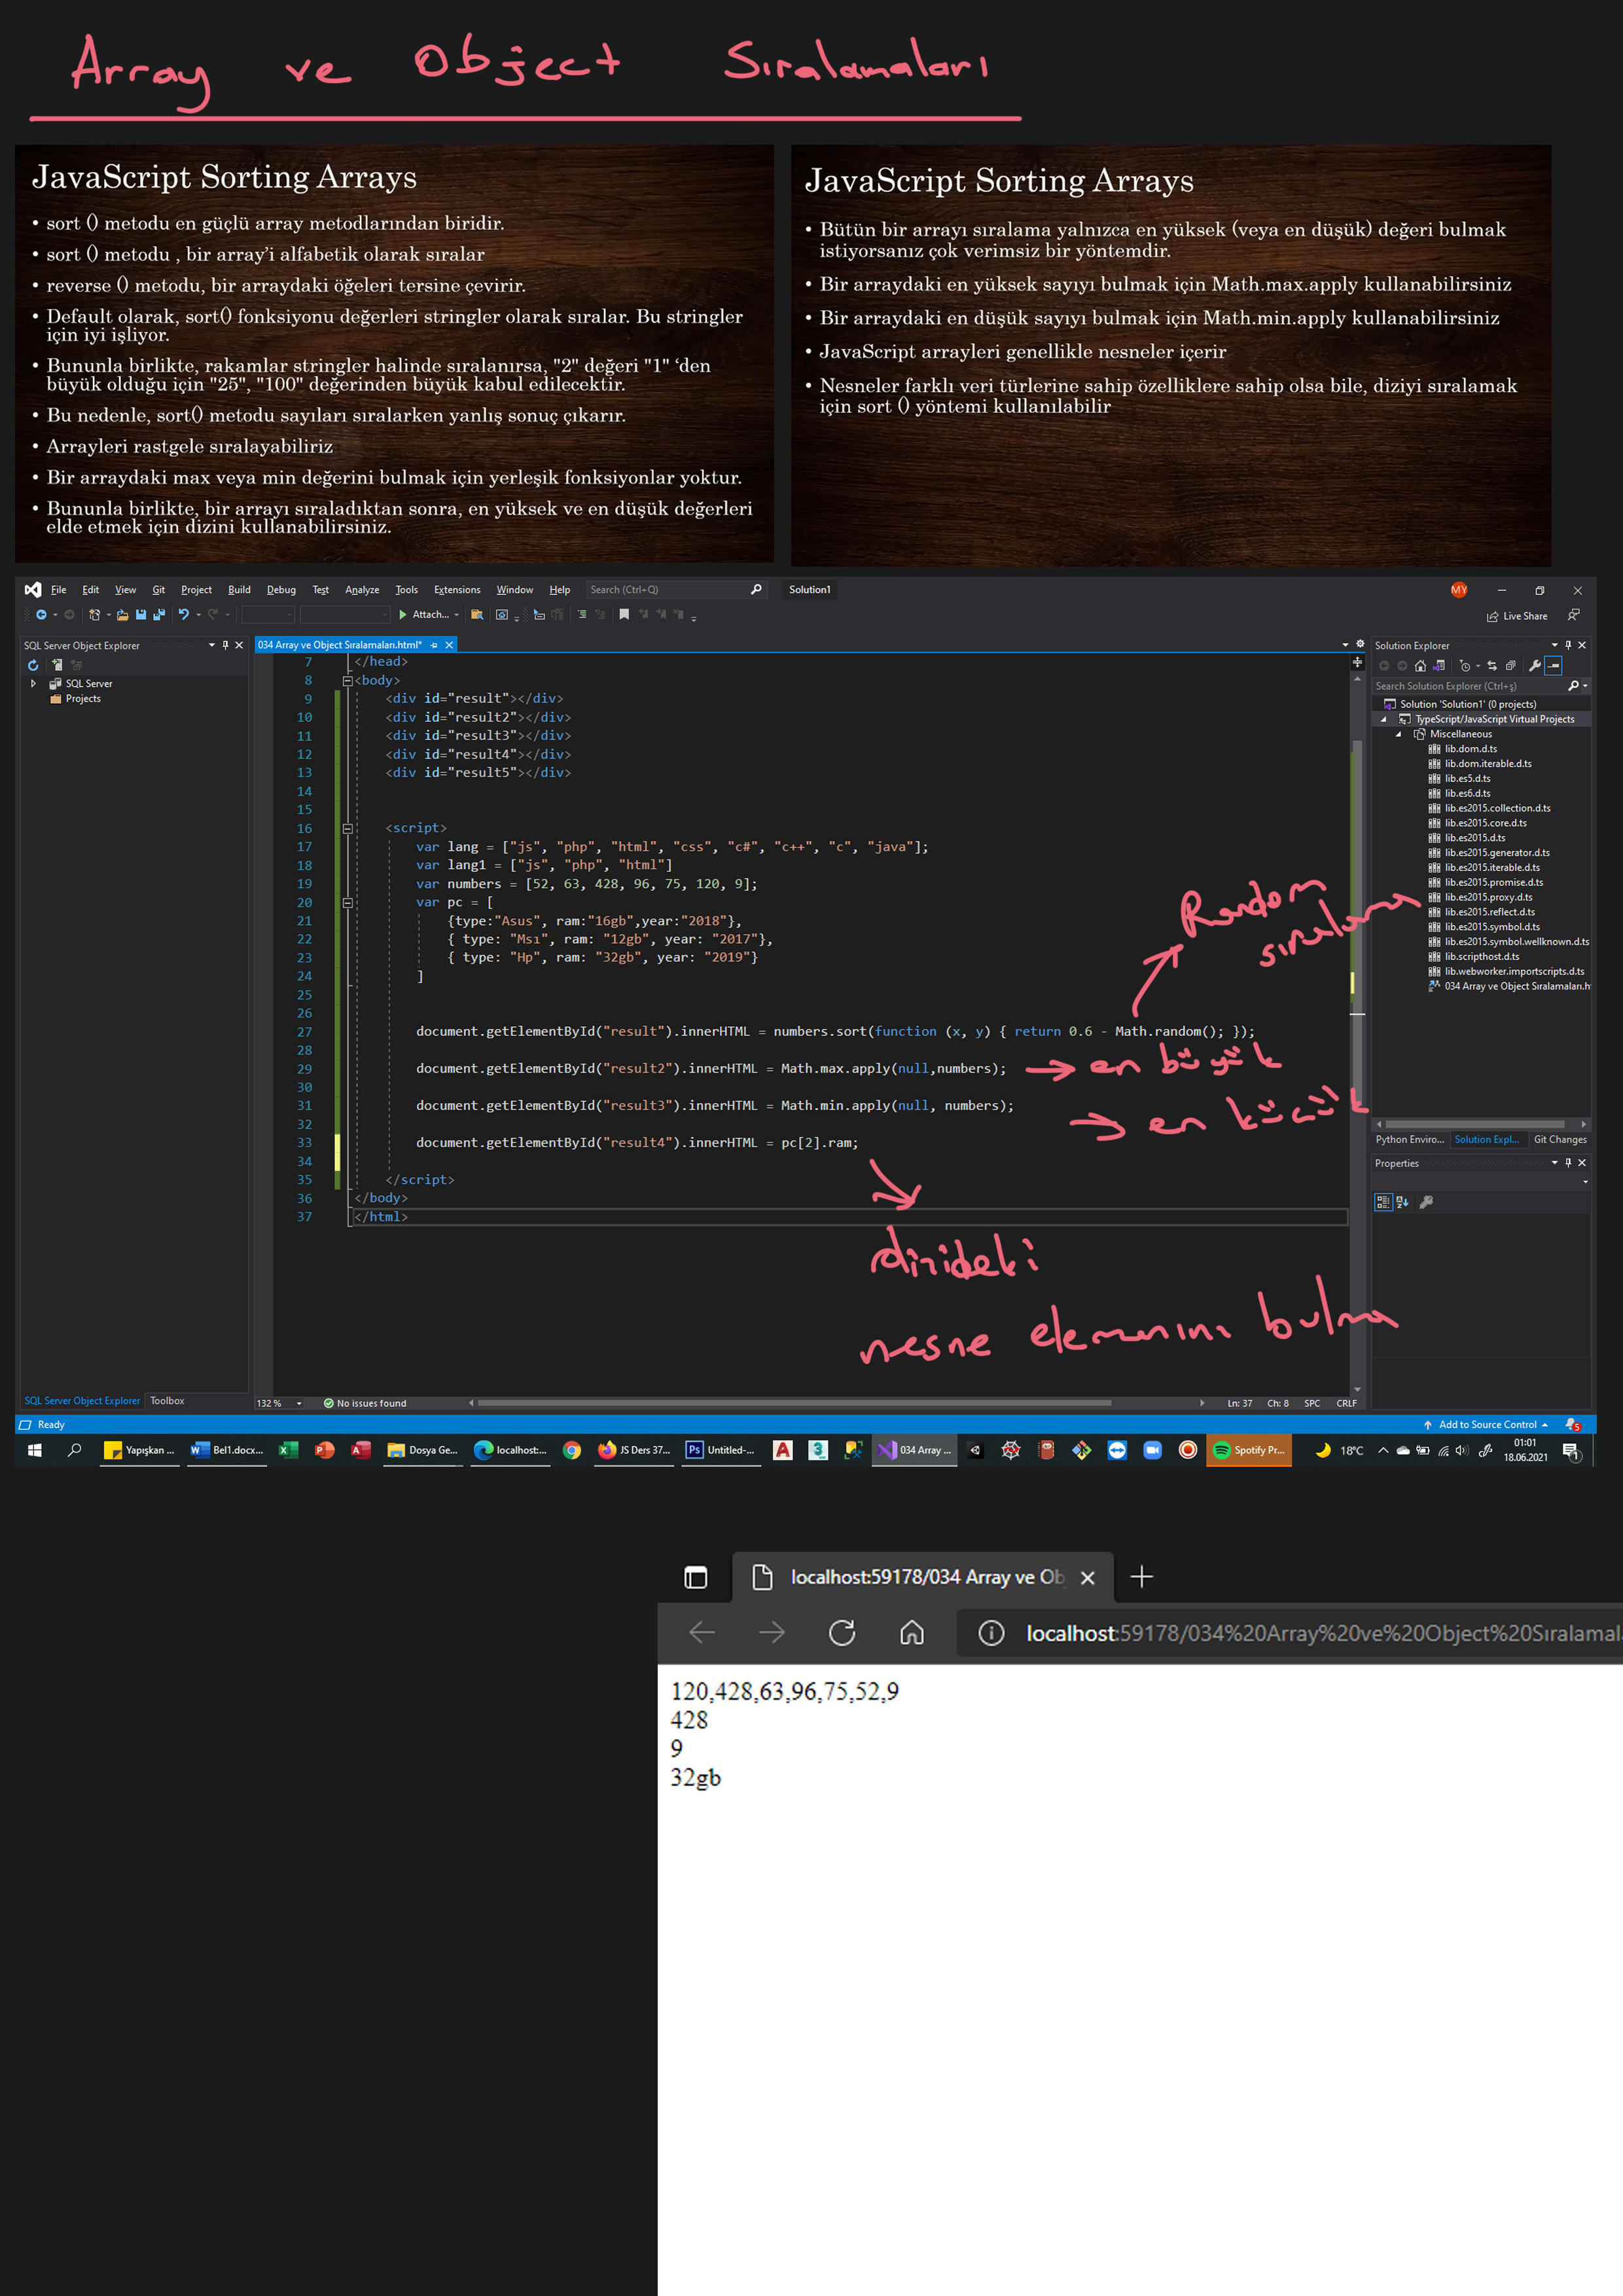 Array ve Object Sıralamaları
JavaScript Sorting Arrays
• sort () metodu en güçlü array metodlarından biridir.
• sort () metodu , bir array’i alfabetik olarak sıralar
• reverse () metodu, bir arraydaki öğeleri tersine çevirir.
• Default olarak, sort() fonksiyonu değerleri stringler olarak sıralar. Bu stringler
için iyi işliyor.
• Bununla birlikte, rakamlar stringler halinde sıralanırsa, "2" değeri "1" ‘den
büyük olduğu için "25", "100" değerinden büyük kabul edilecektir.
• Bu nedenle, sort() metodu sayıları sıralarken yanlış sonuç çıkarır.
• Arrayleri rastgele sıralayabiliriz
• Bir arraydaki max veya min değerini bulmak için yerleşik fonksiyonlar yoktur.
• Bununla birlikte, bir arrayı sıraladıktan sonra, en yüksek ve en düşük değerleri
elde etmek için dizini kullanabilirsiniz.
JavaScript Sorting Arrays
• Bütün bir arrayı sıralama yalnızca en yüksek (veya en düşük) değeri bulmak
istiyorsanız çok verimsiz bir yöntemdir.
• Bir arraydaki en yüksek sayıyı bulmak için Math.max.apply kullanabilirsiniz
• Bir arraydaki en düşük sayıyı bulmak için Math.min.apply kullanabilirsiniz
• JavaScript arrayleri genellikle nesneler içerir
• Nesneler farklı veri türlerine sahip özelliklere sahip olsa bile, diziyi sıralamak
için sort () yöntemi kullanılabilir
File Edit View Git Project Build Debug Test Analyze Tools Extensions Window Help Search (Ctrl+Q) Solution1 MY
Attach... Live Share
SQL Server Object Explorer
SQL Server
Projects
034 Array ve Object Sıralamaları.html*
7 </head>
8 <body>
9 <div id="result"></div>
10 <div id="result2"></div>
11 <div id="result3"></div>
12 <div id="result4"></div>
13 <div id="result5"></div>
14
15
16 <script>
17 var lang = ["js", "php", "html", "css", "c#", "c++", "c", "java"];
18 var lang1 = ["js", "php", "html"]
19 var numbers = [52, 63, 428, 96, 75, 120, 9];
20 var pc = [
21 {type:"Asus", ram:"16gb",year:"2018"},
22 { type: "Msı", ram: "12gb", year: "2017"},
23 { type: "Hp", ram: "32gb", year: "2019"}
24 ]
25
26
27 document.getElementById("result").innerHTML = numbers.sort(function (x, y) { return 0.6 - Math.random(); });
28
29 document.getElementById("result2").innerHTML = Math.max.apply(null,numbers);
30
31 document.getElementById("result3").innerHTML = Math.min.apply(null, numbers);
32
33 document.getElementById("result4").innerHTML = pc[2].ram;
34
35 </script>
36 </body>
37 </html>
Random
sıralama
en büyük
en küçük
dizideki
nesne elemanını bulma
Solution Explorer
Search Solution Explorer (Ctrl+ş)
Solution 'Solution1' (0 projects)
TypeScript/JavaScript Virtual Projects
Miscellaneous
lib.dom.d.ts
lib.dom.iterable.d.ts
lib.es5.d.ts
lib.es6.d.ts
lib.es2015.collection.d.ts
lib.es2015.core.d.ts
lib.es2015.d.ts
lib.es2015.generator.d.ts
lib.es2015.iterable.d.ts
lib.es2015.promise.d.ts
lib.es2015.proxy.d.ts
lib.es2015.reflect.d.ts
lib.es2015.symbol.d.ts
lib.es2015.symbol.wellknown.d.ts
lib.scripthost.d.ts
lib.webworker.importscripts.d.ts
034 Array ve Object Sıralamaları.h
Python Enviro... Solution Expl... Git Changes
Properties
SQL Server Object Explorer Toolbox
132 % No issues found Ln: 37 Ch: 8 SPC CRLF
Ready Add to Source Control 5
Yapışkan ... Bel1.docx... Dosya Ge... localhost:... JS Ders 37... Ps Untitled-... 034 Array ... Spotify Pr... 18°C 01:01
18.06.2021 1
localhost:59178/034 Array ve Ob
localhost:59178/034%20Array%20ve%20Object%20Sıralamal
120,428,63,96,75,52,9
428
9
32gb